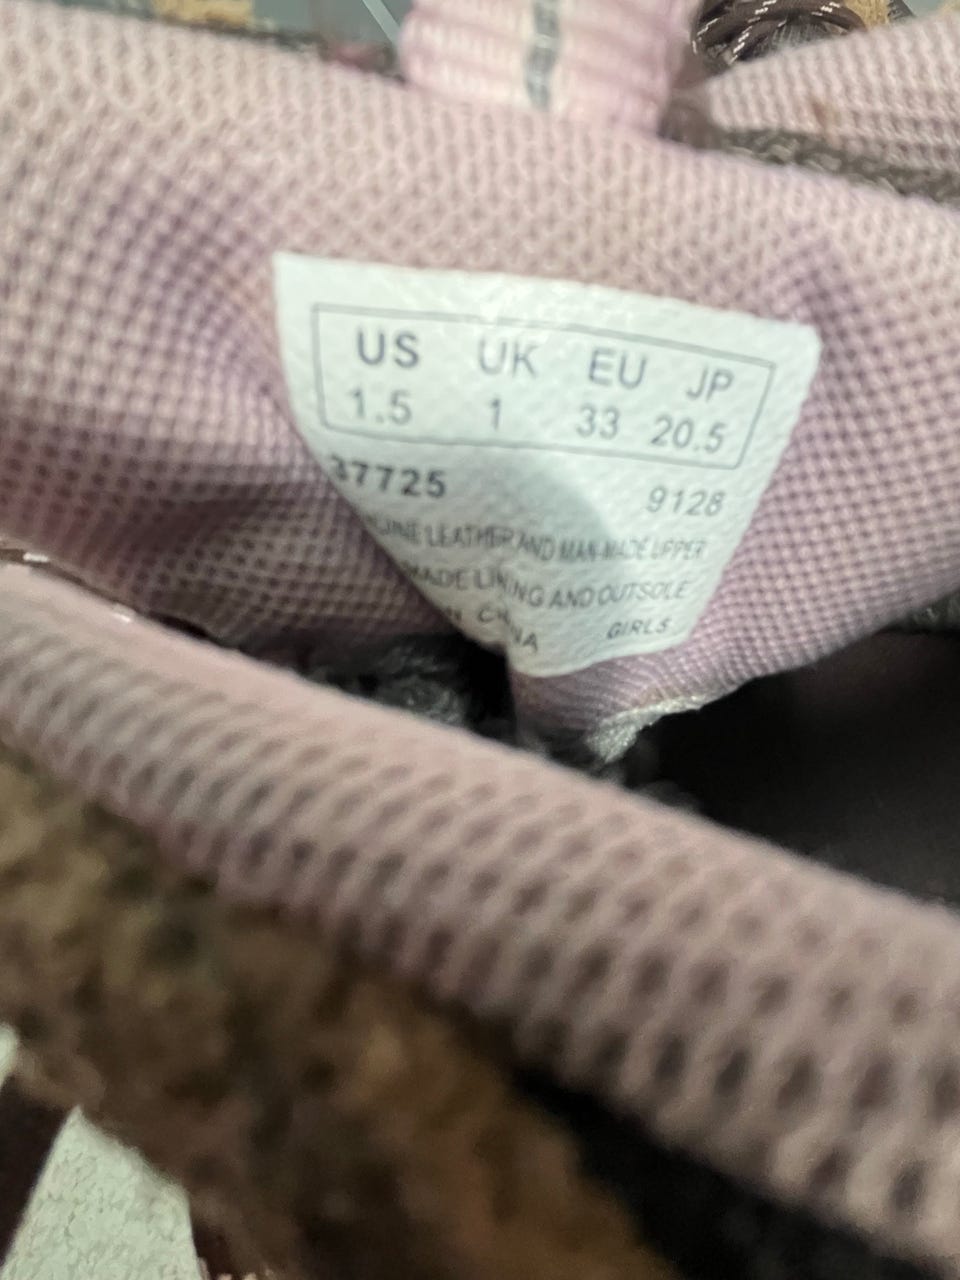 US UK EU JP
1.5 1 33 20.5
37725 9128
LEATHER AND MAN-MADE UPPER
MADE LINING AND OUTSOLE
GIRLS